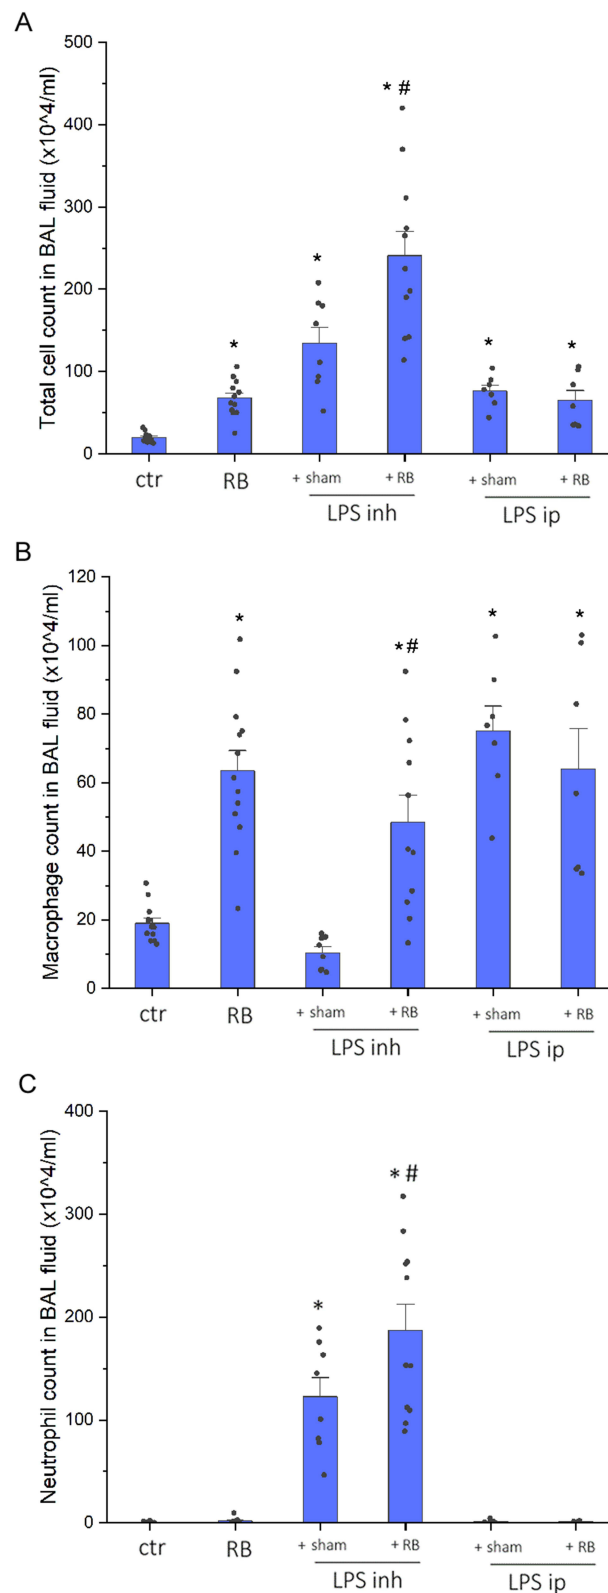 A
Total cell count in BAL fluid (x10^4/ml)
500
400
300
200
100
0
* * * # * *
ctr RB + sham + RB + sham + RB
LPS inh LPS ip
B
Macrophage count in BAL fluid (x10^4/ml)
120
100
80
60
40
20
0
* *# * *
ctr RB + sham + RB + sham + RB
LPS inh LPS ip
C
Neutrophil count in BAL fluid (x10^4/ml)
400
300
200
100
0
* * #
ctr RB + sham + RB + sham + RB
LPS inh LPS ip